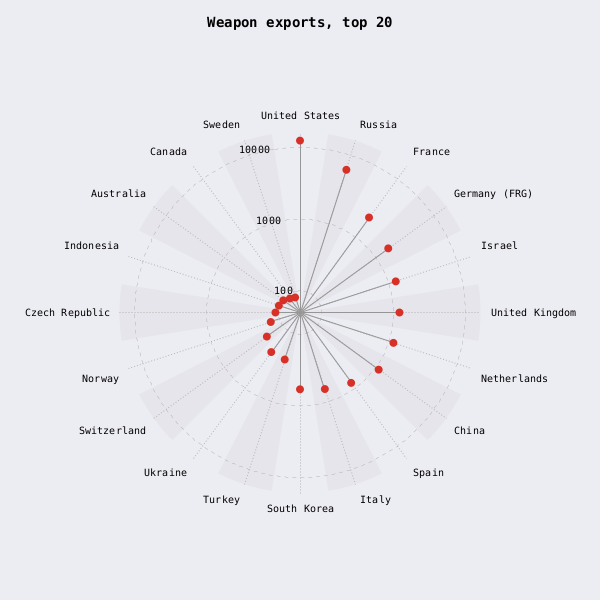 Weapon exports, top 20
United States
Sweden
Russia
Canada
10000
France
Australia
Germany (FRG)
1000
Indonesia
Israel
100
Czech Republic
United Kingdom
Norway
Netherlands
Switzerland
China
Ukraine
Spain
Turkey
Italy
South Korea